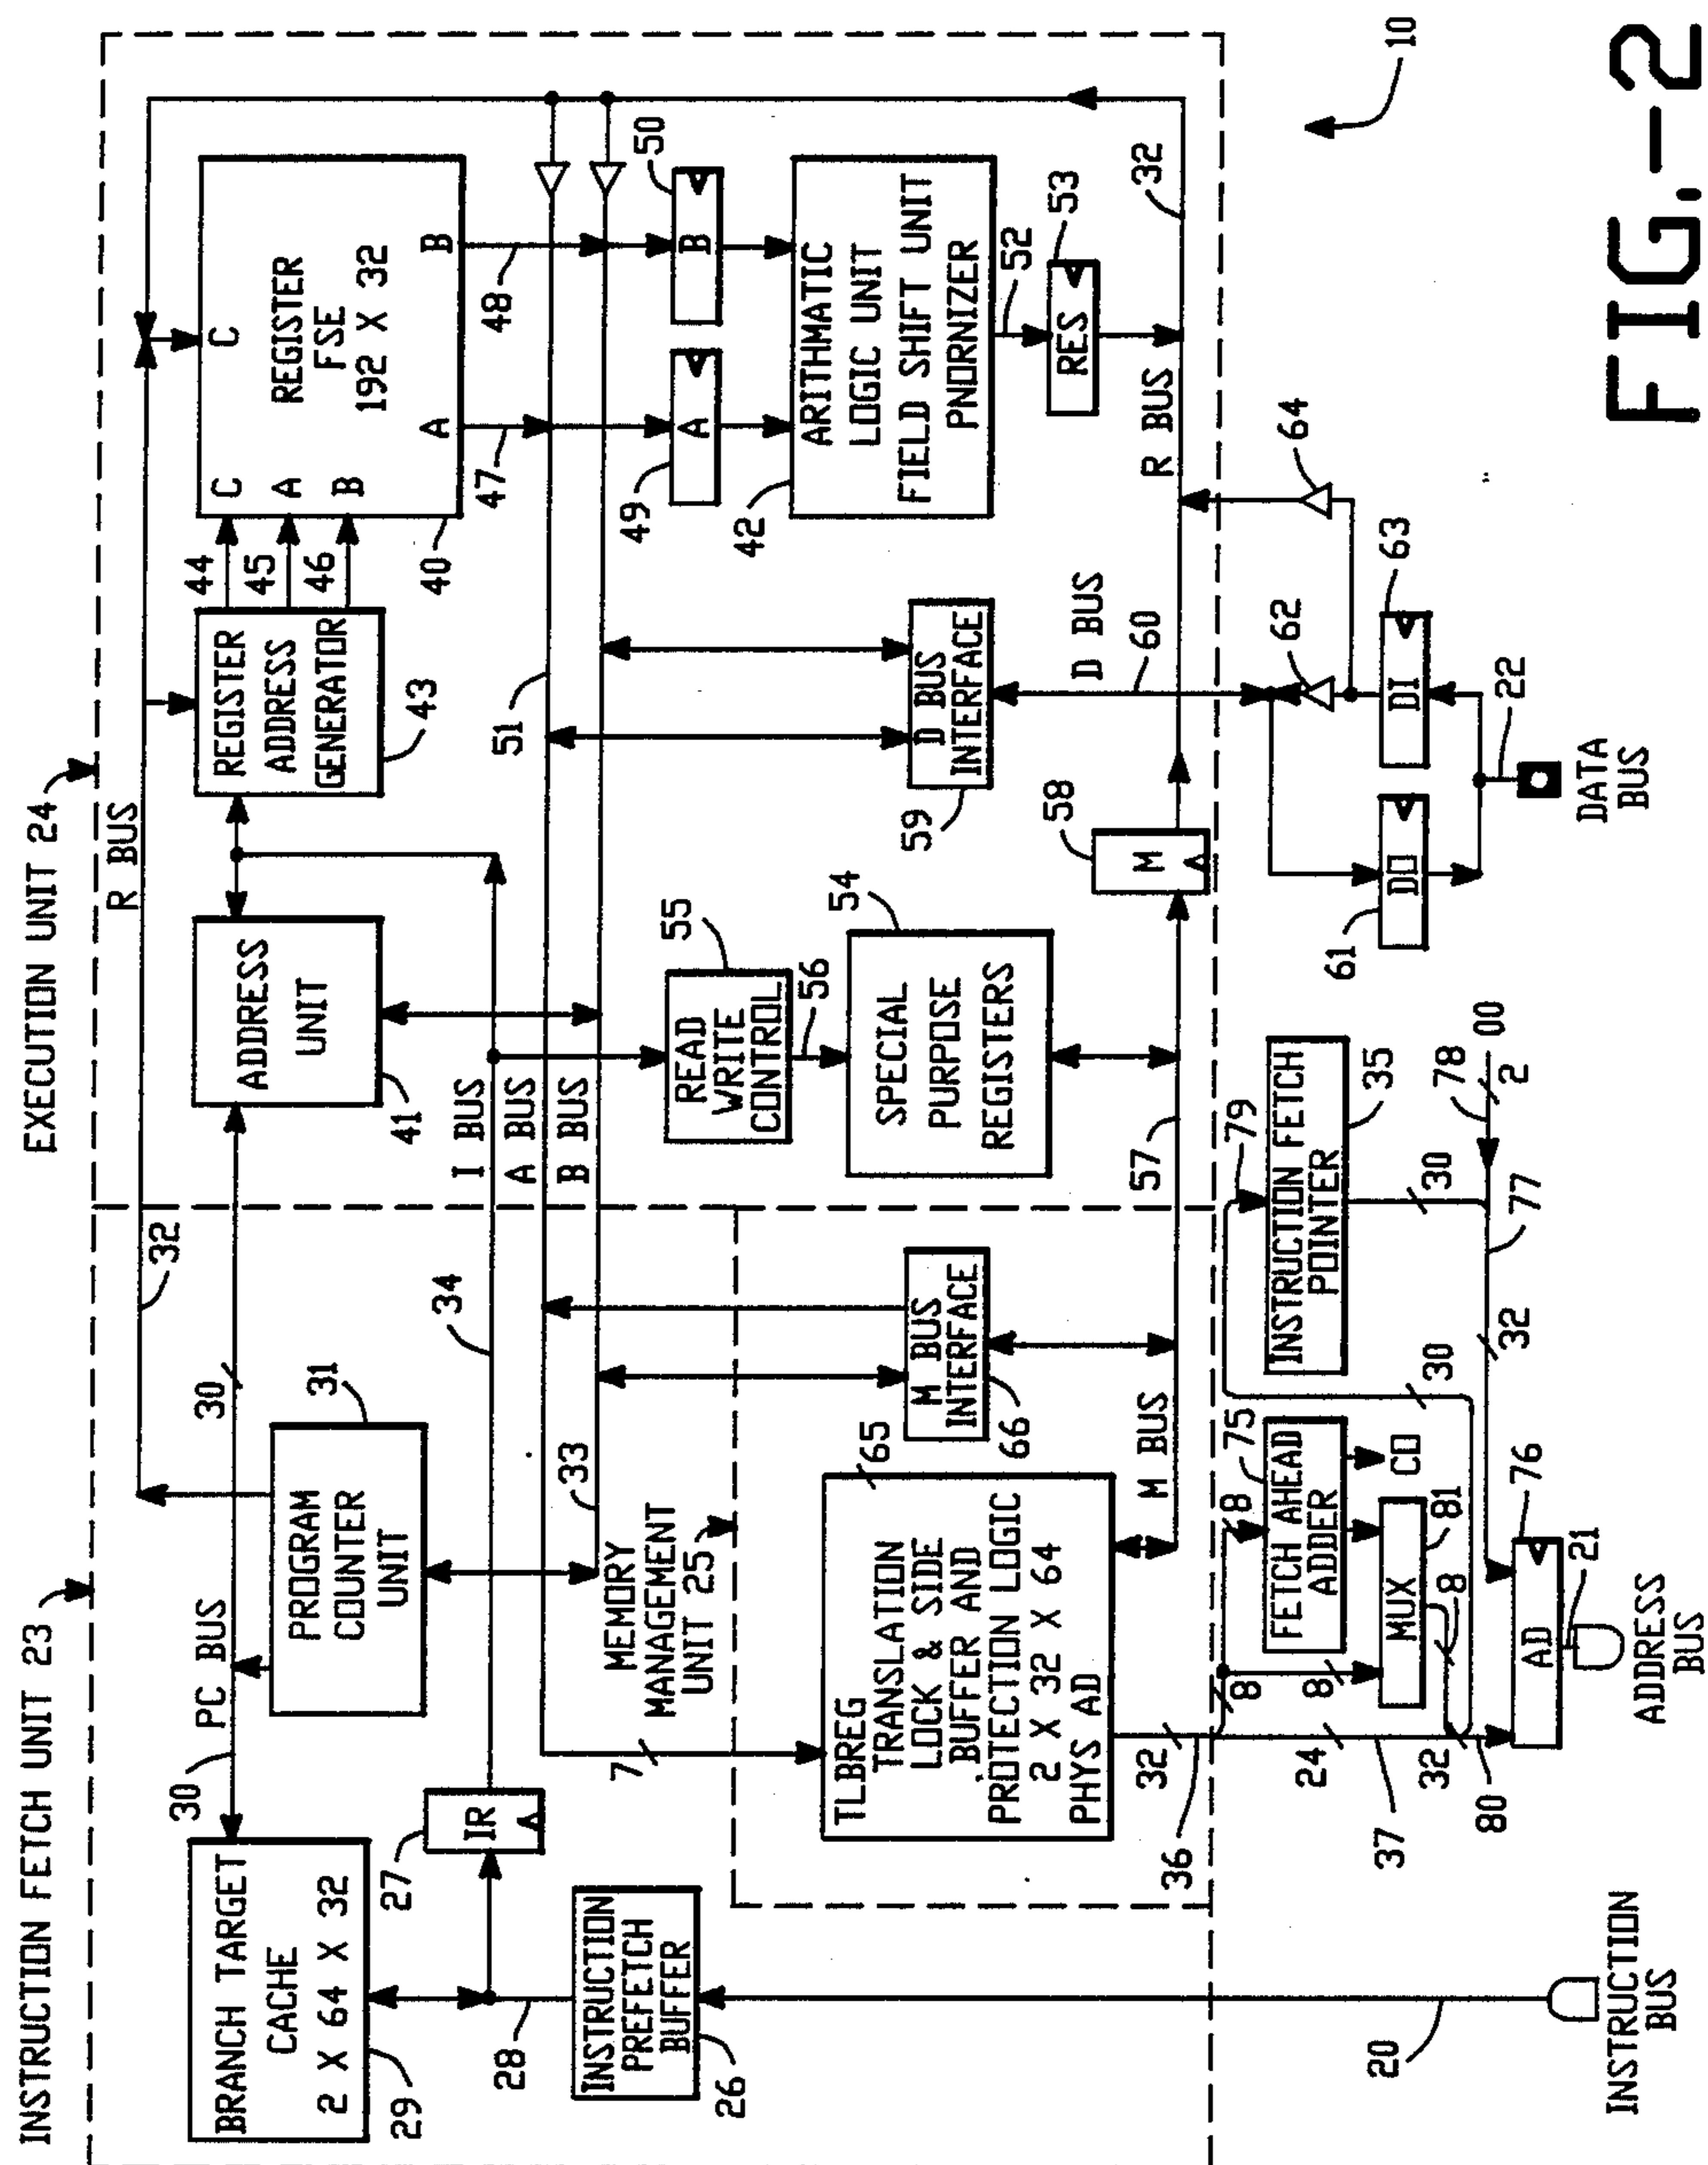 INSTRUCTION FETCH UNIT 23
EXECUTION UNIT 24
BRANCH TARGET
CACHE
2 X 64 X 32
29
30
PC BUS
30
PROGRAM
COUNTER
UNIT
31
32
R BUS
ADDRESS
UNIT
41
REGISTER
ADDRESS
GENERATOR
43
44
45
46
C
A
B
C
REGISTER
FSE
192 X 32
A
B
40
27
IR
34
I BUS
A BUS
B BUS
33
51
47
48
28
INSTRUCTION
PREFETCH
BUFFER
26
MEMORY
MANAGEMENT
UNIT 25
7
TLBREG
TRANSLATION
LOCK & SIDE
BUFFER AND
PROTECTION LOGIC
2 X 32 X 64
PHYS AD
65
M BUS
INTERFACE
66
READ
WRITE
CONTROL
55
56
SPECIAL
PURPOSE
REGISTERS
54
D BUS
INTERFACE
59
49
A
B
50
ARITHMATIC
LOGIC UNIT
FIELD SHIFT UNIT
PNORNIZER
42
52
RES
53
M BUS
57
M
58
D BUS
60
R BUS
32
36
32
8
8
8
24
37
32
80
FETCH AHEAD
ADDER
75
CO
MUX
81
8
30
79
INSTRUCTION FETCH
POINTER
35
30
78
2
00
77
32
AD
76
21
ADDRESS
BUS
20
INSTRUCTION
BUS
61
DO
62
DI
63
64
22
DATA
BUS
10
FIG.-2